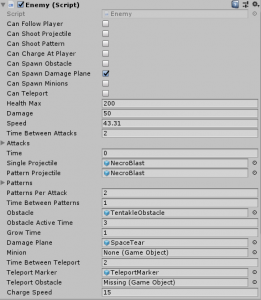 Enemy (Script)
Script Enemy
Can Follow Player
Can Shoot Projectile
Can Shoot Pattern
Can Charge At Player
Can Spawn Obstacle
Can Spawn Damage Plane
Can Spawn Minions
Can Teleport
Health Max 200
Damage 50
Speed 43.31
Time Between Attacks 2
Attacks
Time 0
Single Projectile NecroBlast
Pattern Projectile NecroBlast
Patterns
Patterns Per Attack 2
Time Between Patterns 1
Obstacle TentakleObstacle
Obstacle Active Time 3
Grow Time 1
Damage Plane SpaceTear
Minion None (Game Object)
Time Between Teleport 2
Teleport Marker TeleportMarker
Teleport Obstacle Missing (Game Object)
Charge Speed 15